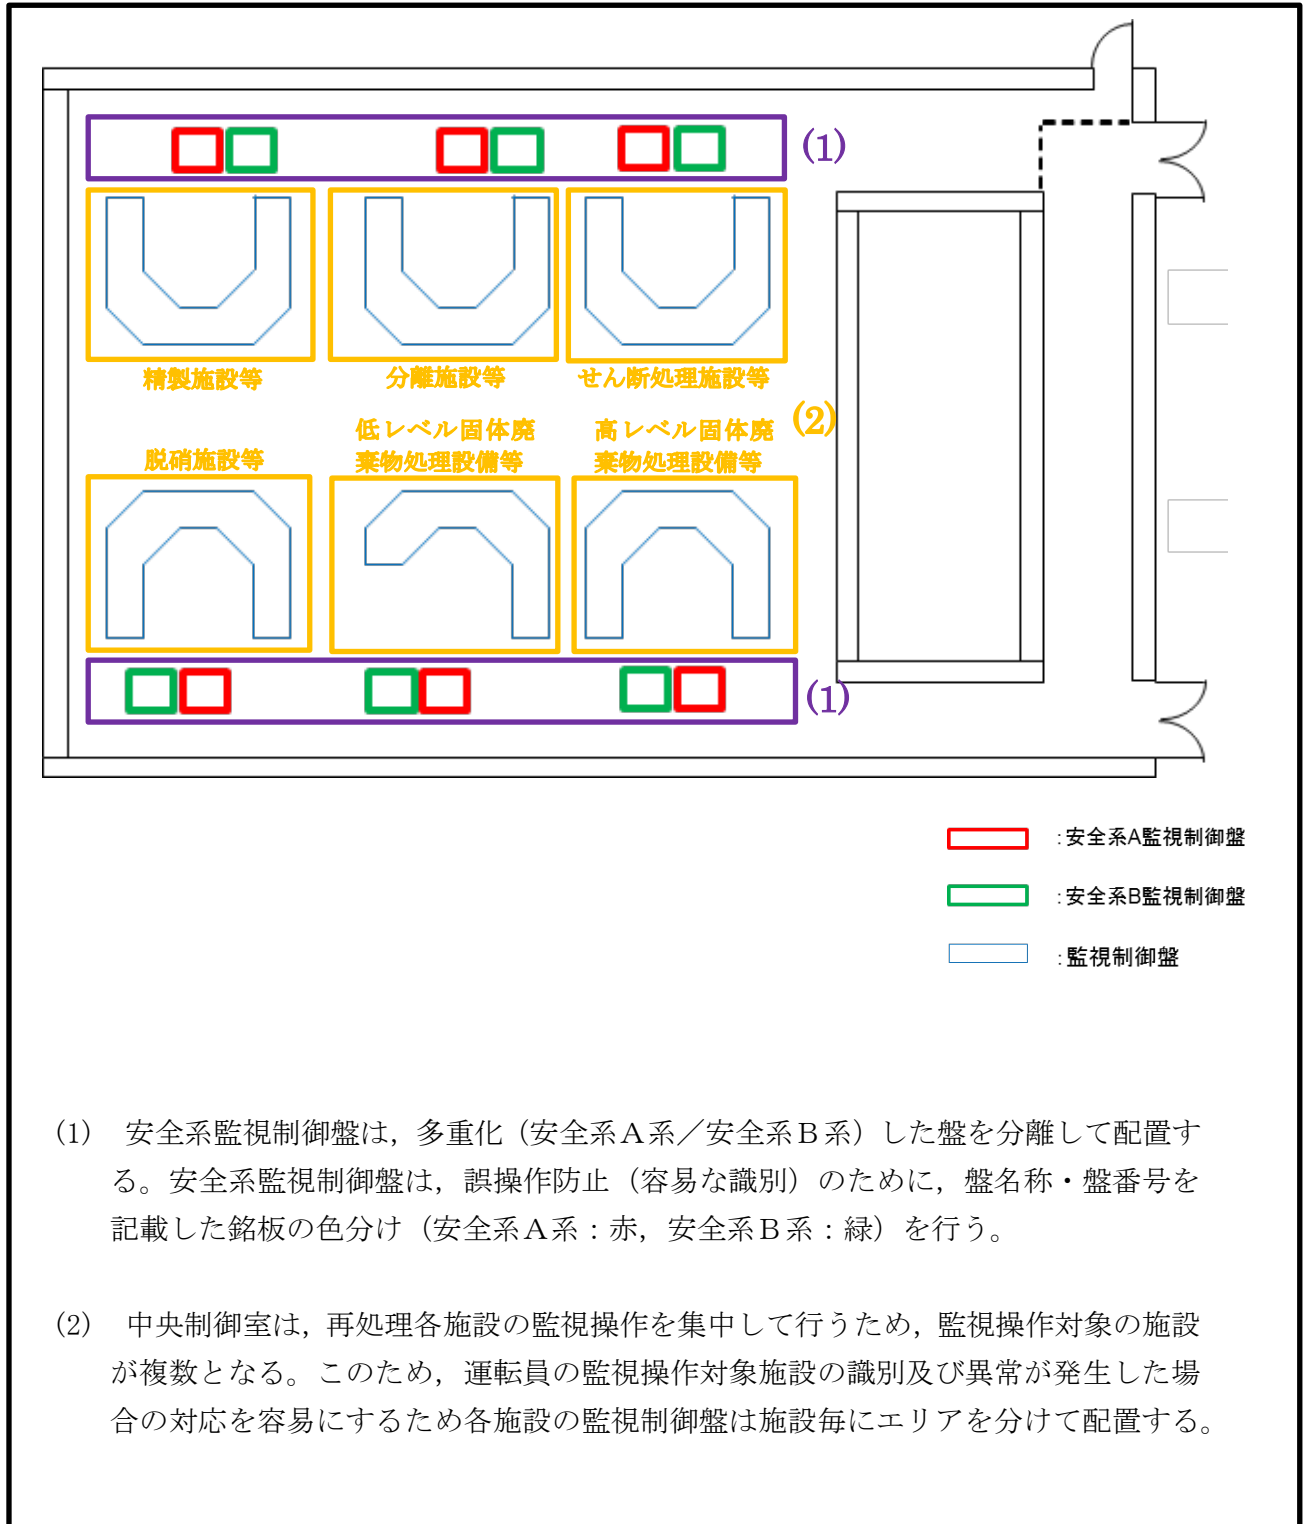 (1)
精製施設等
分離施設等
せん断処理施設等
(2)
脱硝施設等
低レベル固体廃
棄物処理設備等
高レベル固体廃
棄物処理設備等
(1)
:安全系A監視制御盤
:安全系B監視制御盤
:監視制御盤
(1) 安全系監視制御盤は，多重化（安全系Ａ系／安全系Ｂ系）した盤を分離して配置す
る。安全系監視制御盤は，誤操作防止（容易な識別）のために，盤名称・盤番号を
記載した銘板の色分け（安全系Ａ系：赤，安全系Ｂ系：緑）を行う。
(2) 中央制御室は，再処理各施設の監視操作を集中して行うため，監視操作対象の施設
が複数となる。このため，運転員の監視操作対象施設の識別及び異常が発生した場
合の対応を容易にするため各施設の監視制御盤は施設毎にエリアを分けて配置する。